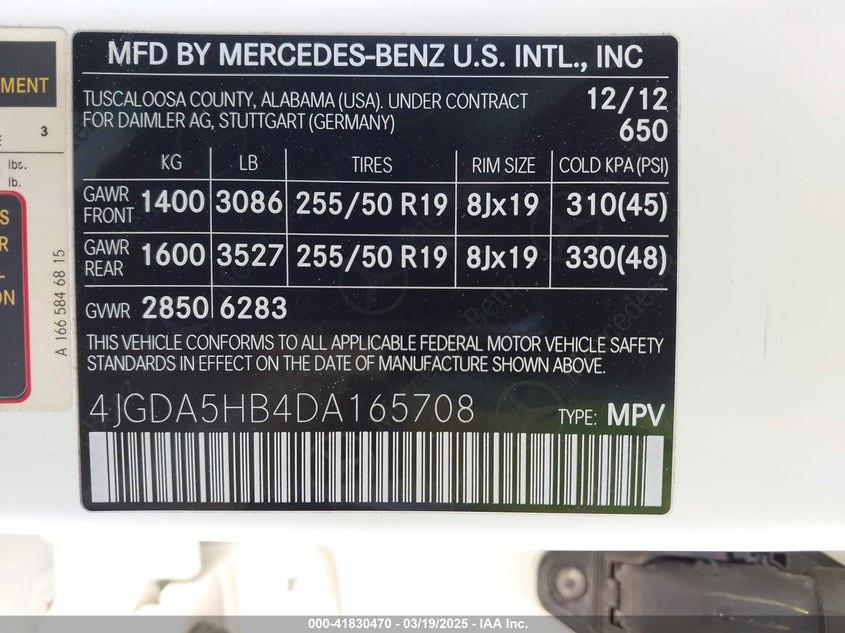 MFD BY MERCEDES-BENZ U.S. INTL., INC
TUSCALOOSA COUNTY, ALABAMA (USA). UNDER CONTRACT 12/12
FOR DAIMLER AG, STUTTGART (GERMANY) 650
KG LB TIRES RIM SIZE COLD KPA (PSI)
GAWR FRONT 1400 3086 255/50 R19 8Jx19 310(45)
GAWR REAR 1600 3527 255/50 R19 8Jx19 330(48)
GVWR 2850 6283
THIS VEHICLE CONFORMS TO ALL APPLICABLE FEDERAL MOTOR VEHICLE SAFETY
STANDARDS IN EFFECT ON THE DATE OF MANUFACTURE SHOWN ABOVE.
4JGDA5HB4DA165708 TYPE: MPV
3
lbs.
lb.
A 166 584 68 15
000-41830470 — 03/19/2025 — IAA Inc.